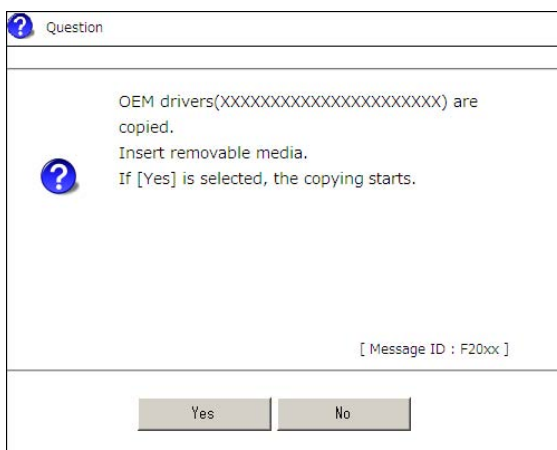 Question
OEM drivers(XXXXXXXXXXXXXXXXXXXXXXX) are
copied.
Insert removable media.
If [Yes] is selected, the copying starts.
[ Message ID : F20xx ]
Yes
No